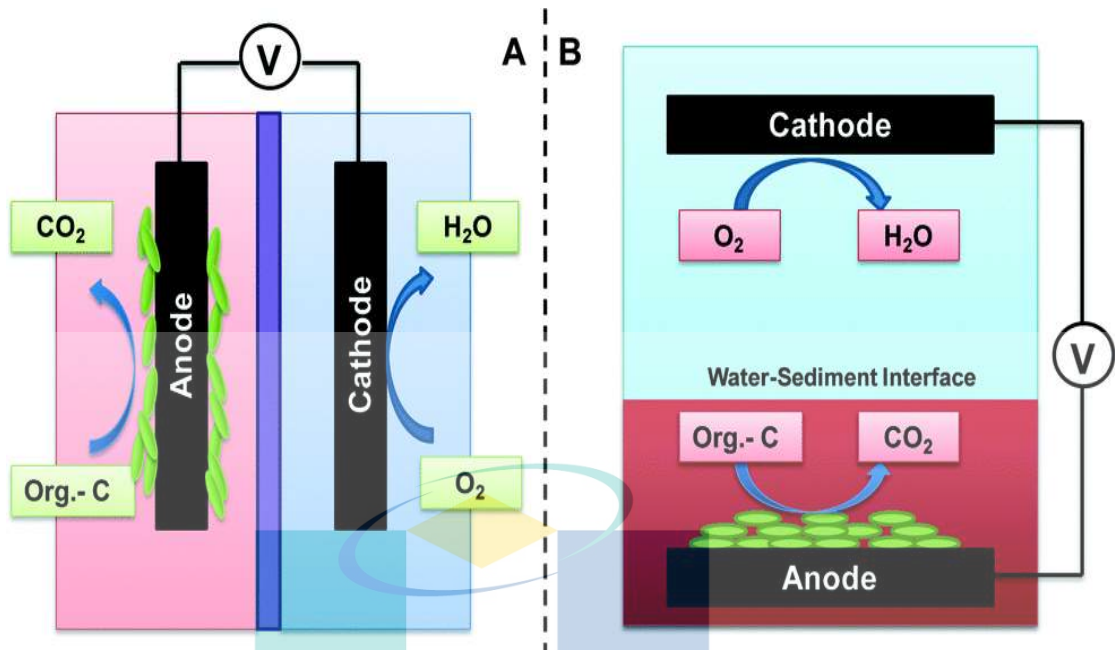 V
A
B
Cathode
CO₂
H₂O
O₂
H₂O
Anode
Cathode
V
Water-Sediment Interface
Org.- C
CO₂
Org.- C
O₂
Anode